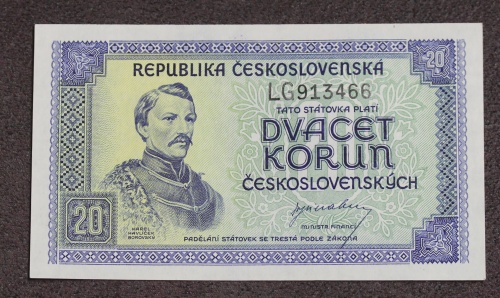 20
REPUBLIKA ČESKOSLOVENSKÁ
LG913466
TATO STÁTOVKA PLATÍ
DVACET
KORUN
ČESKOSLOVENSKÝCH
MINISTR FINANCÍ
20
KAREL
HAVLÍČEK
BOROVSKÝ
PADĚLÁNÍ STÁTOVEK SE TRESTÁ PODLE ZÁKONA